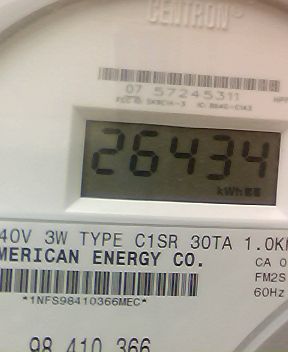 CENTRON®
07 57245311
26434
kWh
40V 3W TYPE C1SR 30TA 1.0K
MERICAN ENERGY CO.
CA 0
FM2S
60Hz
*1NFS98410366MEC*
98 410 366